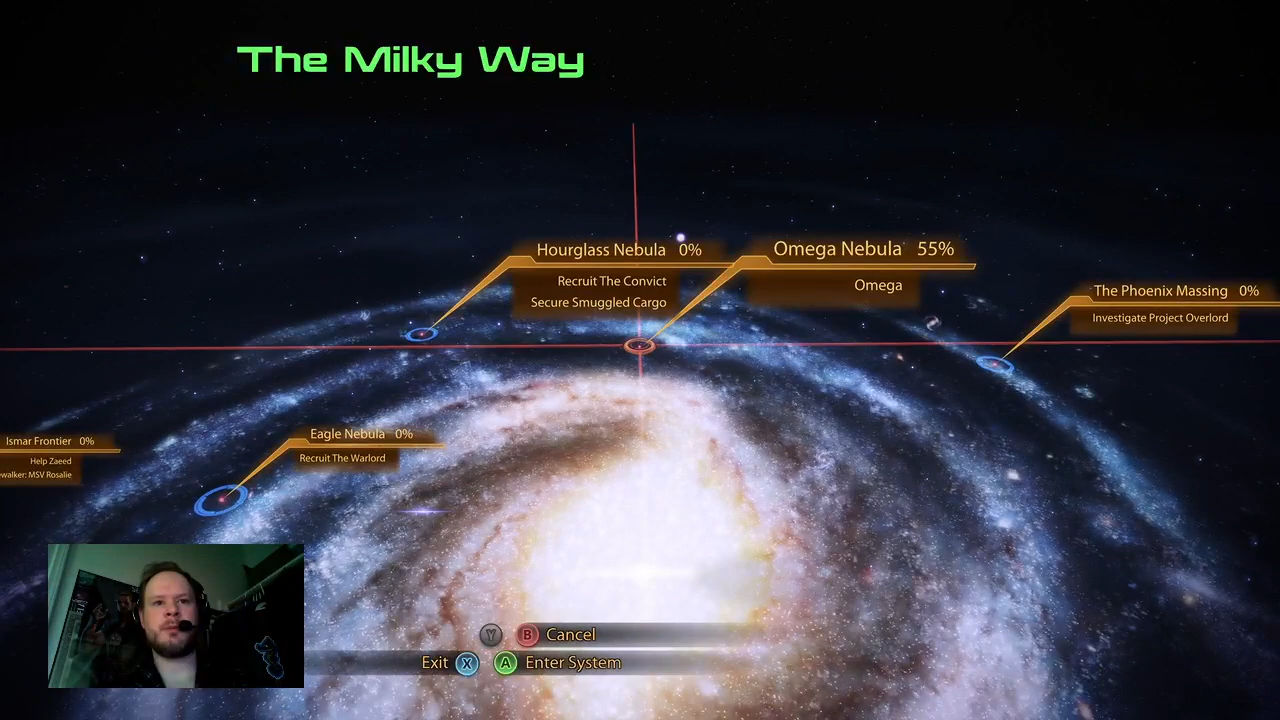 The Milky Way
Hourglass Nebula 0%
Recruit The Convict
Secure Smuggled Cargo
Omega Nebula 55%
Omega
The Phoenix Massing 0%
Investigate Project Overlord
Ismar Frontier 0%
Help Zaeed
ewalker: MSV Rosalie
Eagle Nebula 0%
Recruit The Warlord
Y B Cancel
Exit X A Enter System